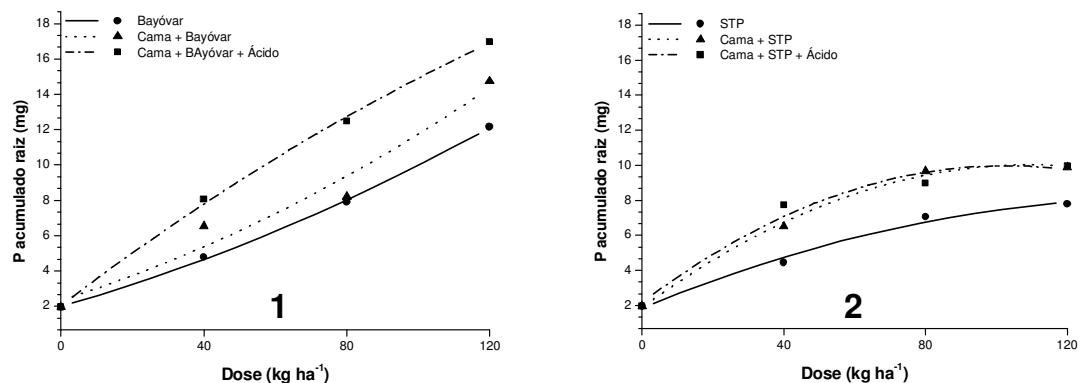 Bayóvar
Cama + Bayóvar
Cama + BAyóvar + Ácido
P acumulado raiz (mg)
18
16
14
12
10
8
6
4
2
0
40
80
120
Dose (kg ha-1)
1
STP
Cama + STP
Cama + STP + Ácido
P acumulado raiz (mg)
18
16
14
12
10
8
6
4
2
0
40
80
120
Dose (kg ha-1)
2